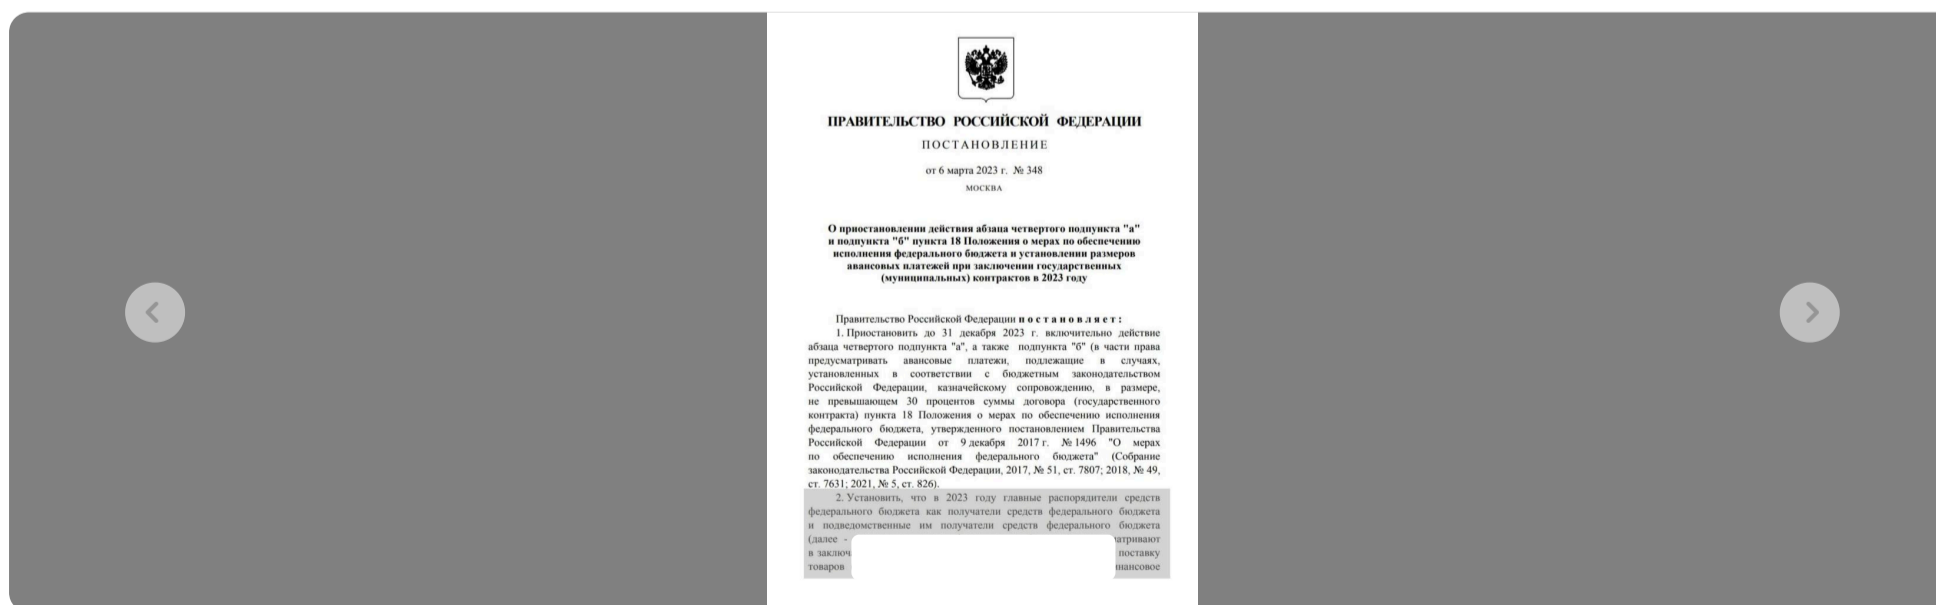 ПРАВИТЕЛЬСТВО РОССИЙСКОЙ ФЕДЕРАЦИИ
ПОСТАНОВЛЕНИЕ
от 6 марта 2023 г. № 348
МОСКВА
О приостановлении действия абзаца четвертого подпункта "а"
и подпункта "б" пункта 18 Положения о мерах по обеспечению
исполнения федерального бюджета и установлении размеров
авансовых платежей при заключении государственных
(муниципальных) контрактов в 2023 году
Правительство Российской Федерации постановляет:
1. Приостановить до 31 декабря 2023 г. включительно действие
абзаца четвертого подпункта "а", а также подпункта "б" (в части права
предусматривать авансовые платежи, подлежащие в случаях,
установленных в соответствии с бюджетным законодательством
Российской Федерации, казначейскому сопровождению, в размере,
не превышающем 30 процентов суммы договора (государственного
контракта) пункта 18 Положения о мерах по обеспечению исполнения
федерального бюджета, утвержденного постановлением Правительства
Российской Федерации от 9 декабря 2017 г. № 1496 "О мерах
по обеспечению исполнения федерального бюджета" (Собрание
законодательства Российской Федерации, 2017, № 51, ст. 7807; 2018, № 49,
ст. 7631; 2021, № 5, ст. 826).
2. Установить, что в 2023 году главные распорядители средств
федерального бюджета как получатели средств федерального бюджета
и подведомственные им получатели средств федерального бюджета
(далее -
в поставку
товаров